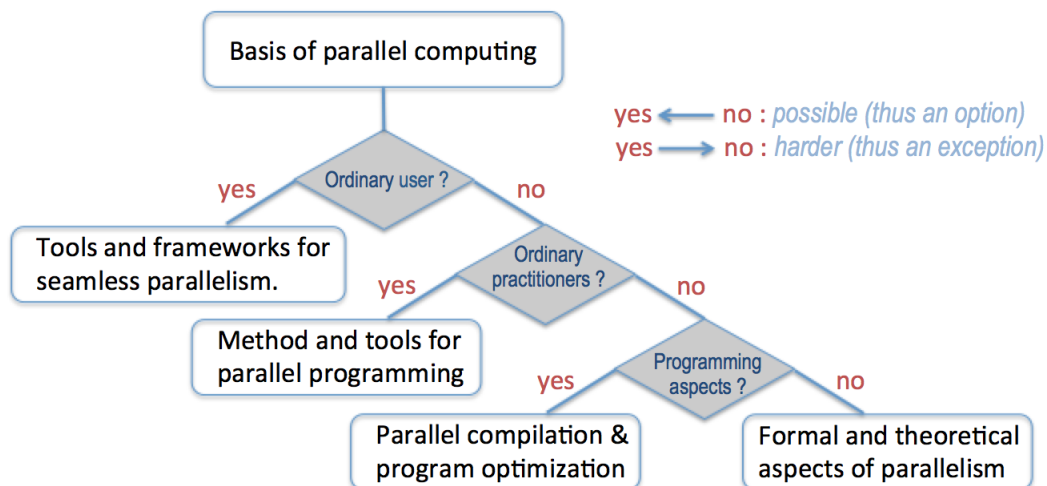 Basis of parallel computing
yes no : possible (thus an option)
yes no : harder (thus an exception)
Ordinary user ?
yes
no
Tools and frameworks for
seamless parallelism.
Ordinary
practitioners ?
yes
no
Method and tools for
parallel programming
Programming
aspects ?
yes
no
Parallel compilation &
program optimization
Formal and theoretical
aspects of parallelism